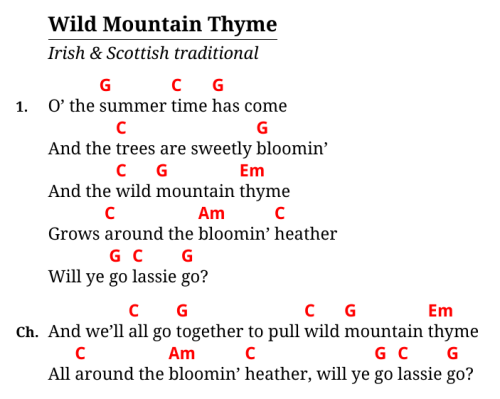 Wild Mountain Thyme
Irish & Scottish traditional
G C G
1. O’ the summer time has come
C G
And the trees are sweetly bloomin’
C G Em
And the wild mountain thyme
C Am C
Grows around the bloomin’ heather
G C G
Will ye go lassie go?
C G C G Em
Ch. And we’ll all go together to pull wild mountain thyme
C Am C G C G
All around the bloomin’ heather, will ye go lassie go?